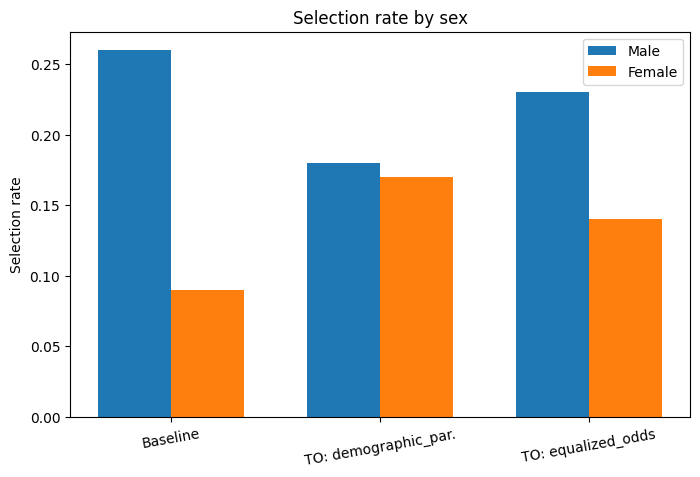 Selection rate by sex
Male
Female
Selection rate
0.25
0.20
0.15
0.10
0.05
0.00
Baseline
TO: demographic_par.
TO: equalized_odds